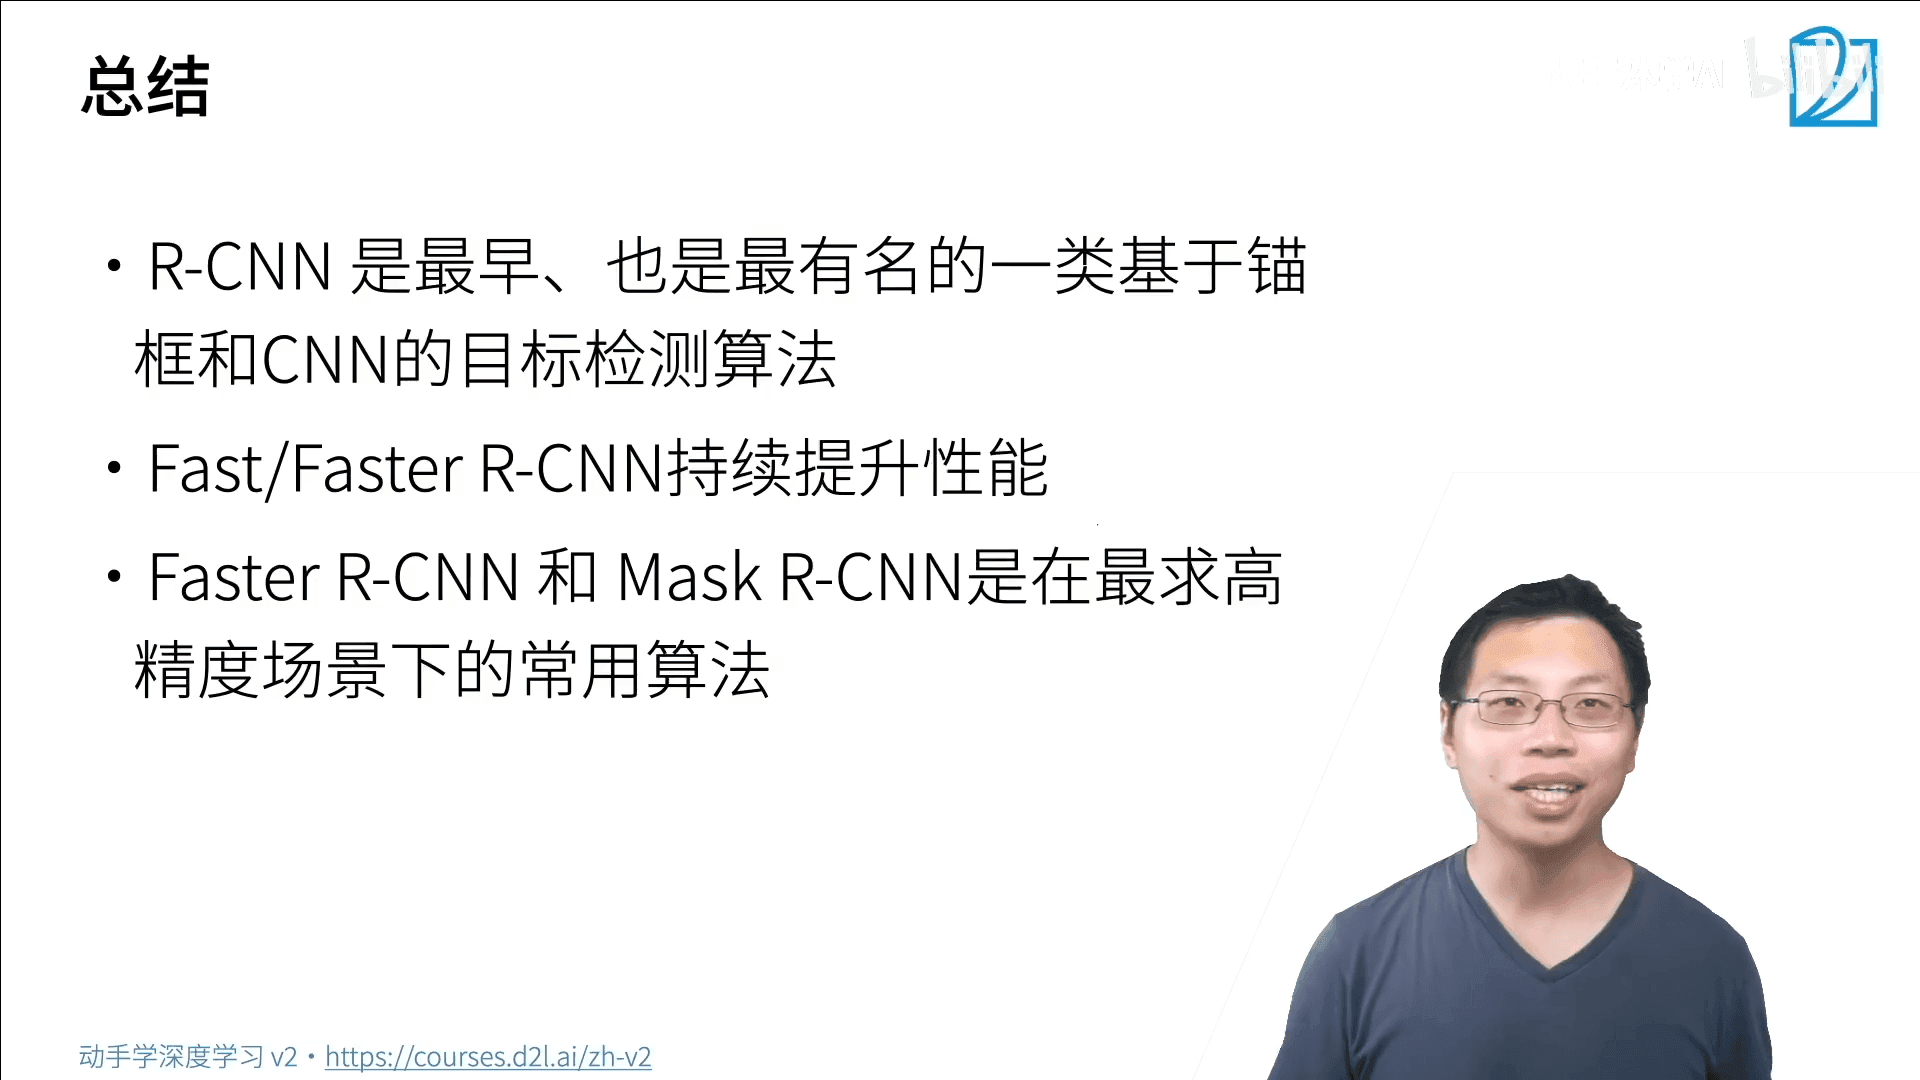 总结
• R-CNN 是最早、也是最有名的一类基于锚
框和CNN的目标检测算法
• Fast/Faster R-CNN持续提升性能
• Faster R-CNN 和 Mask R-CNN是在最求高
精度场景下的常用算法
动手学深度学习 v2 • https://courses.d2l.ai/zh-v2
bilibili